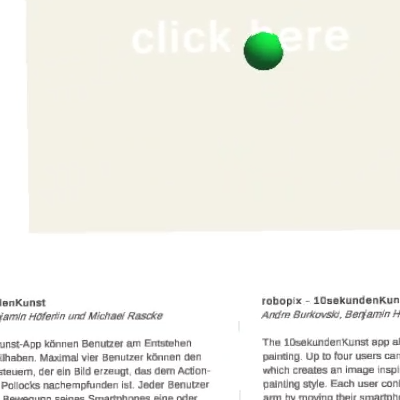 click here
denKunst
jamin Höferlin und Michael Raschke
unst-App können Benutzer am Entstehen
ilhaben. Maximal vier Benutzer können den
steuern, der ein Bild erzeugt, das dem Action-
Pollocks nachempfunden ist. Jeder Benutzer
Bewegung seines Smartphones eine oder
robopix - 10sekundenKun
Andre Burkovski, Benjamin H
The 10sekundenKunst app al
painting. Up to four users can
which creates an image inspi
painting style. Each user cont
arm by moving their smartpho